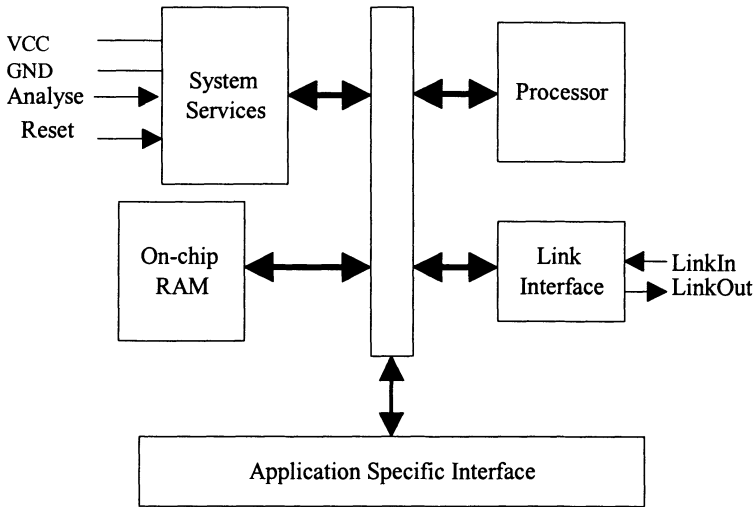 VCC
GND
Analyse
Reset
System
Services
Processor
On-chip
RAM
Link
Interface
LinkIn
LinkOut
Application Specific Interface